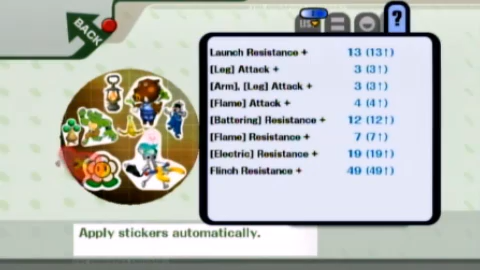 BACK
?
Launch Resistance + 13 (13↑)
[Leg] Attack + 3 (3↑)
[Arm], [Leg] Attack + 3 (3↑)
[Flame] Attack + 4 (4↑)
[Battering] Resistance + 12 (12↑)
[Flame] Resistance + 7 (7↑)
[Electric] Resistance + 19 (19↑)
Flinch Resistance + 49 (49↑)
Apply stickers automatically.